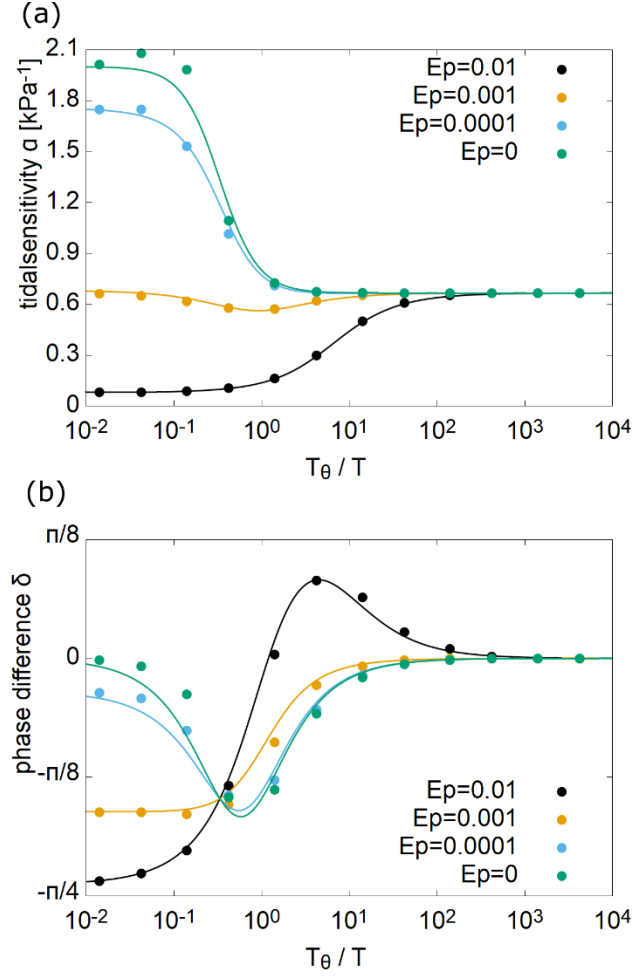 (a)
tidalsensitivity ɑ [kPa⁻¹]
2.1
1.8
1.5
1.2
0.9
0.6
0.3
0
Ep=0.01
Ep=0.001
Ep=0.0001
Ep=0
10⁻² 10⁻¹ 10⁰ 10¹ 10² 10³ 10⁴
T_θ / T
(b)
phase difference δ
π/8
0
-π/8
-π/4
Ep=0.01
Ep=0.001
Ep=0.0001
Ep=0
10⁻² 10⁻¹ 10⁰ 10¹ 10² 10³ 10⁴
T_θ / T